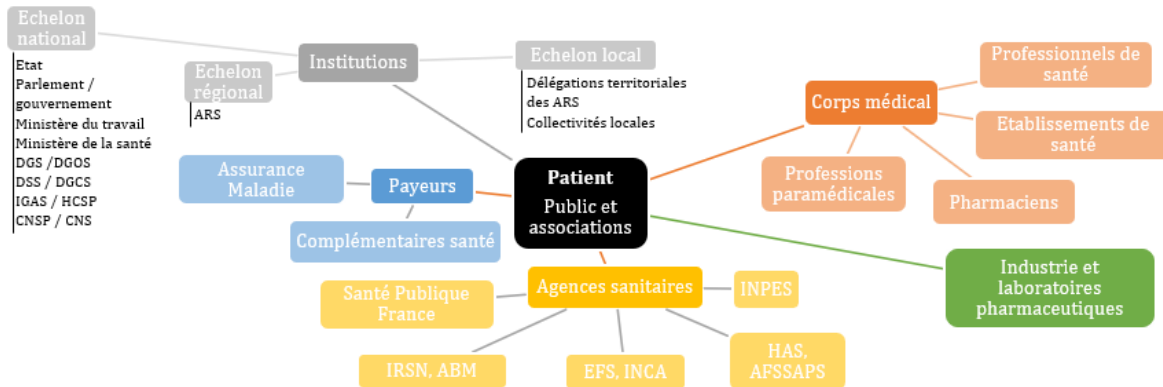 Echelon
national
Etat
Parlement /
gouvernement
Ministère du travail
Ministère de la santé
DGS /DGOS
DSS / DGCS
IGAS / HCSP
CNSP / CNS
Institutions
Echelon
régional
ARS
Echelon local
Délégations territoriales
des ARS
Collectivités locales
Corps médical
Professionnels de
santé
Etablissements de
santé
Professions
paramédicales
Pharmaciens
Assurance
Maladie
Payeurs
Complémentaires santé
Patient
Public et
associations
Industrie et
laboratoires
pharmaceutiques
Agences sanitaires
Santé Publique
France
INPES
IRSN, ABM
EFS, INCA
HAS,
AFSSAPS